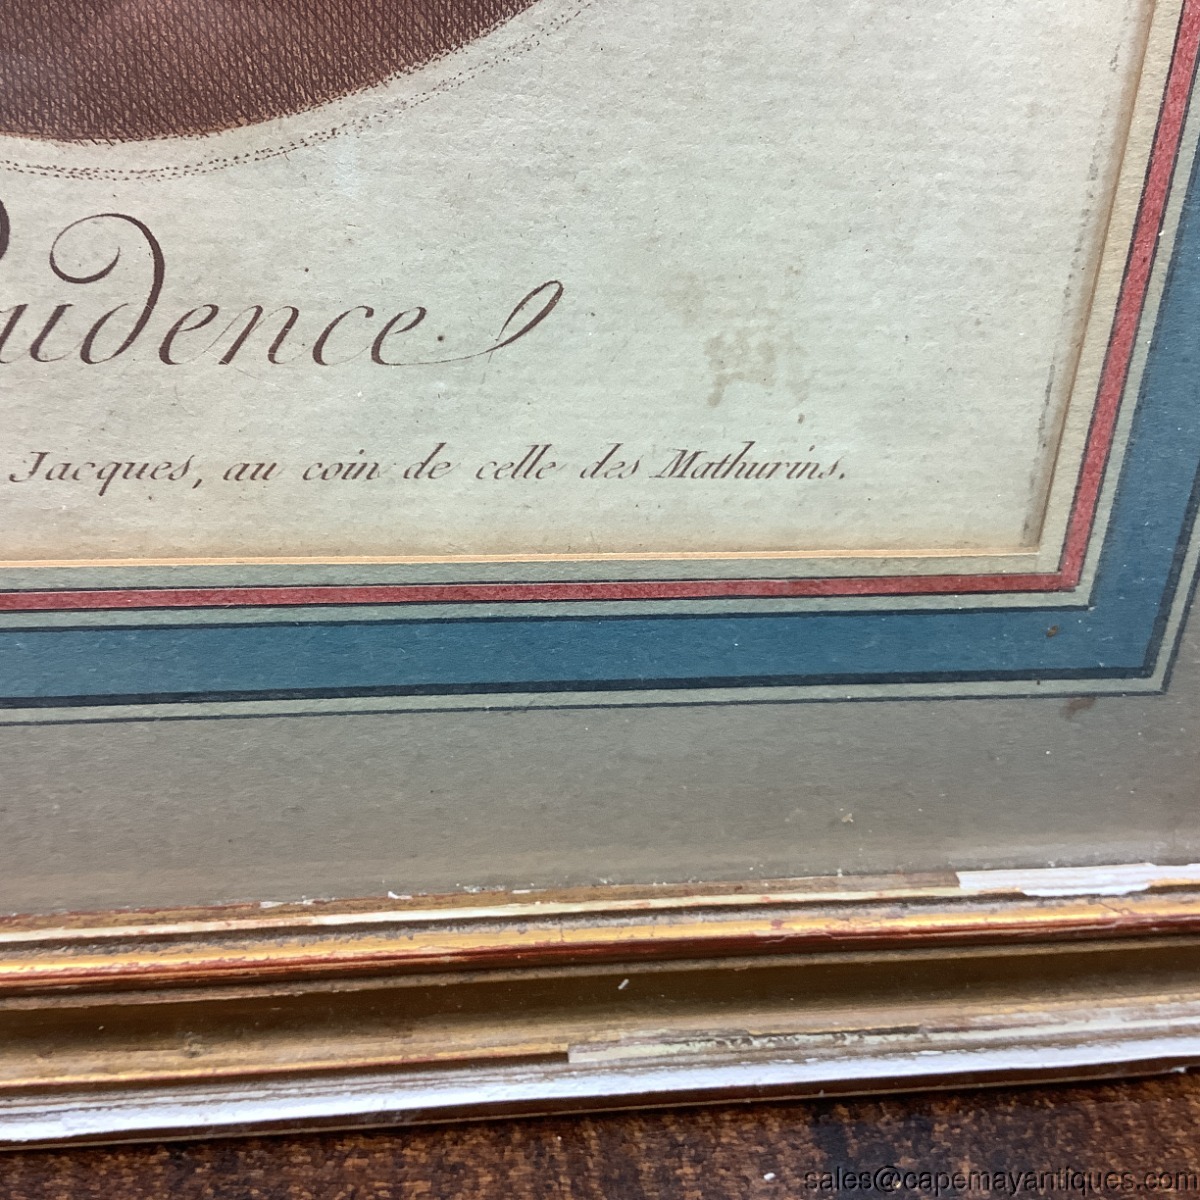 udence.
Jacques, au coin de celle des Mathurins.
sales@capemayantiques.com